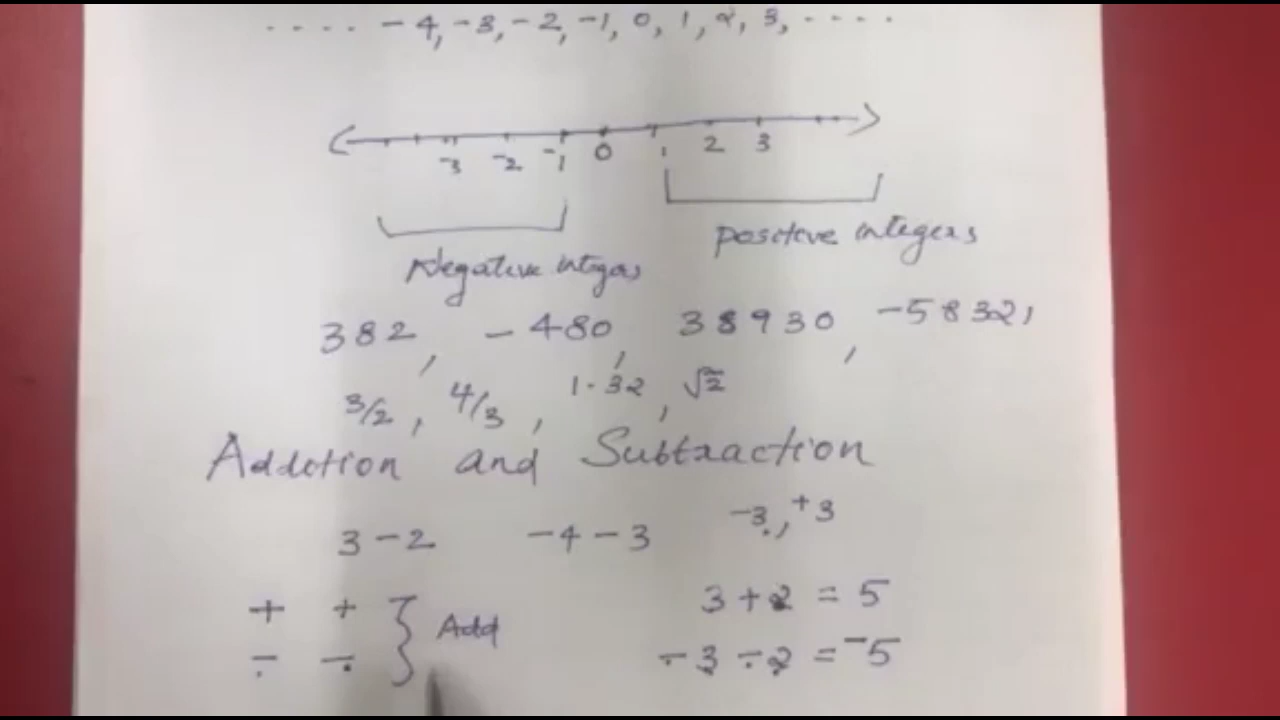 .... -4, -3, -2, -1, 0, 1, 2, 3, ....
-3 -2 -1 0 1 2 3
positive integers
Negative integers
382, -480, 38930, -58321
3/2, 4/3, 1.32, √2
Addition and Subtraction
3-2 -4-3 -3, +3
+ + } Add 3+2 = 5
- - -3-2 = -5